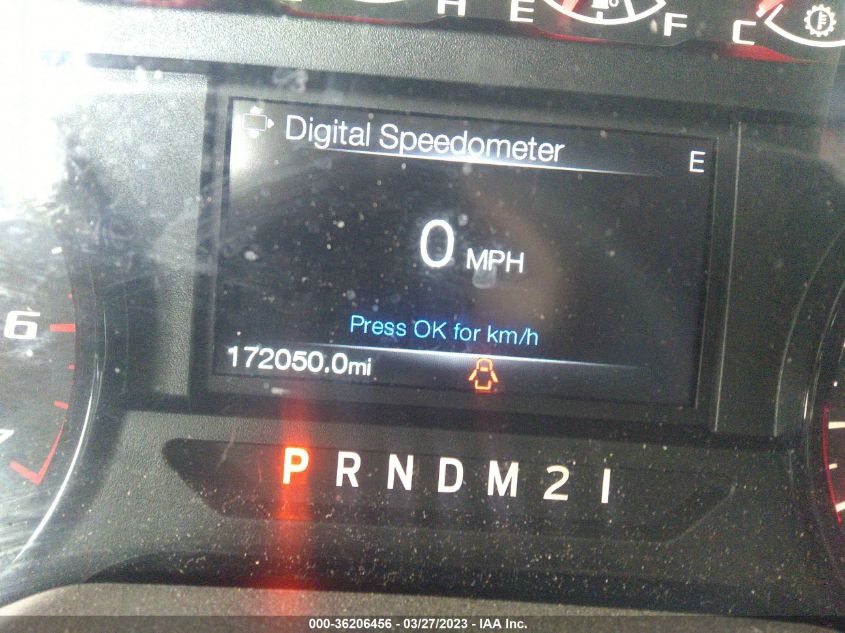 H E F C
Digital Speedometer
E
0 MPH
6
Press OK for km/h
172050.0mi
7
P R N D M 2 1
000-36206456 - 03/27/2023 - IAA Inc.